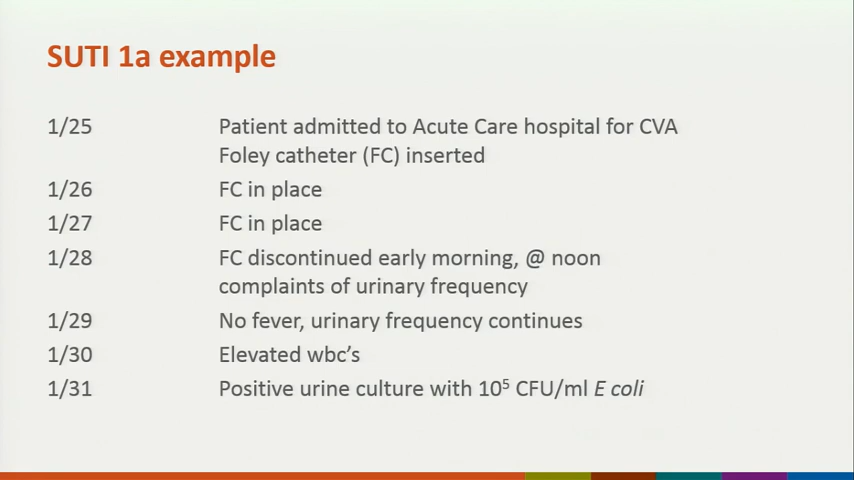 SUTI 1a example
1/25 Patient admitted to Acute Care hospital for CVA
Foley catheter (FC) inserted
1/26 FC in place
1/27 FC in place
1/28 FC discontinued early morning, @ noon
complaints of urinary frequency
1/29 No fever, urinary frequency continues
1/30 Elevated wbc’s
1/31 Positive urine culture with 10⁵ CFU/ml E coli